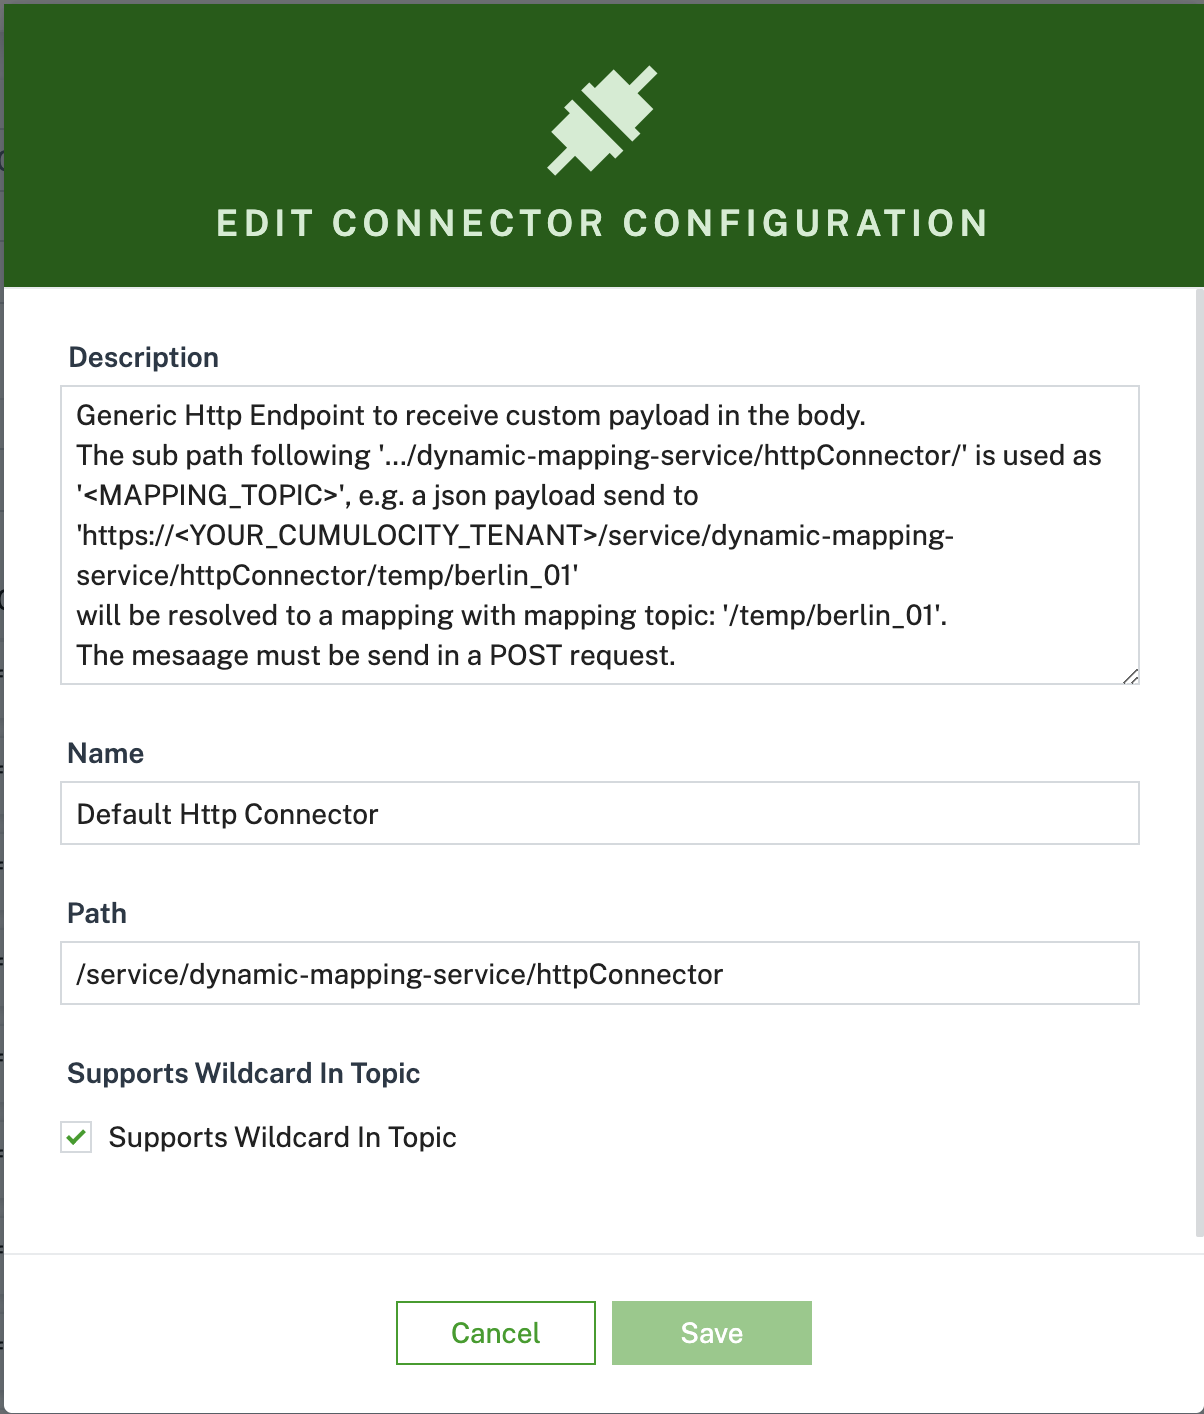 EDIT CONNECTOR CONFIGURATION
Description
Generic Http Endpoint to receive custom payload in the body.
The sub path following '.../dynamic-mapping-service/httpConnector/' is used as
'<MAPPING_TOPIC>', e.g. a json payload send to
'https://<YOUR_CUMULOCITY_TENANT>/service/dynamic-mapping-
service/httpConnector/temp/berlin_01'
will be resolved to a mapping with mapping topic: '/temp/berlin_01'.
The mesaage must be send in a POST request.
Name
Default Http Connector
Path
/service/dynamic-mapping-service/httpConnector
Supports Wildcard In Topic
Supports Wildcard In Topic
Cancel
Save